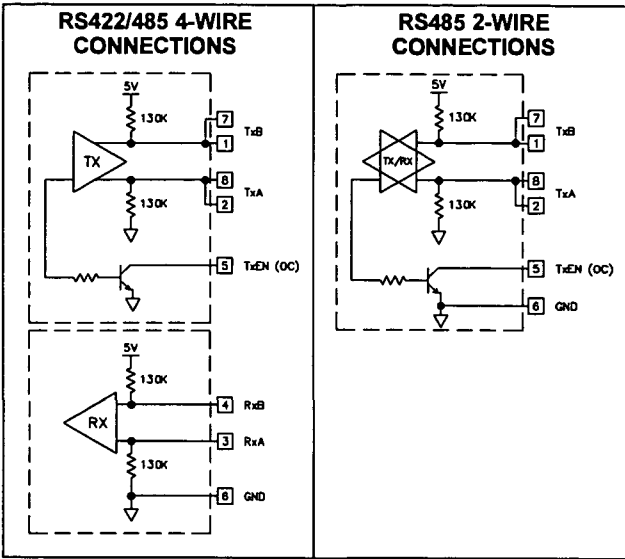 RS422/485 4-WIRE
CONNECTIONS
5V
130K
7
TxB
1
TX
8
TxA
2
130K
5 TxEN (OC)
5V
130K
4 RxB
RX
3 RxA
130K
6 GND
RS485 2-WIRE
CONNECTIONS
5V
130K
7
TxB
1
TX/RX
8
TxA
2
130K
5 TxEN (OC)
6 GND